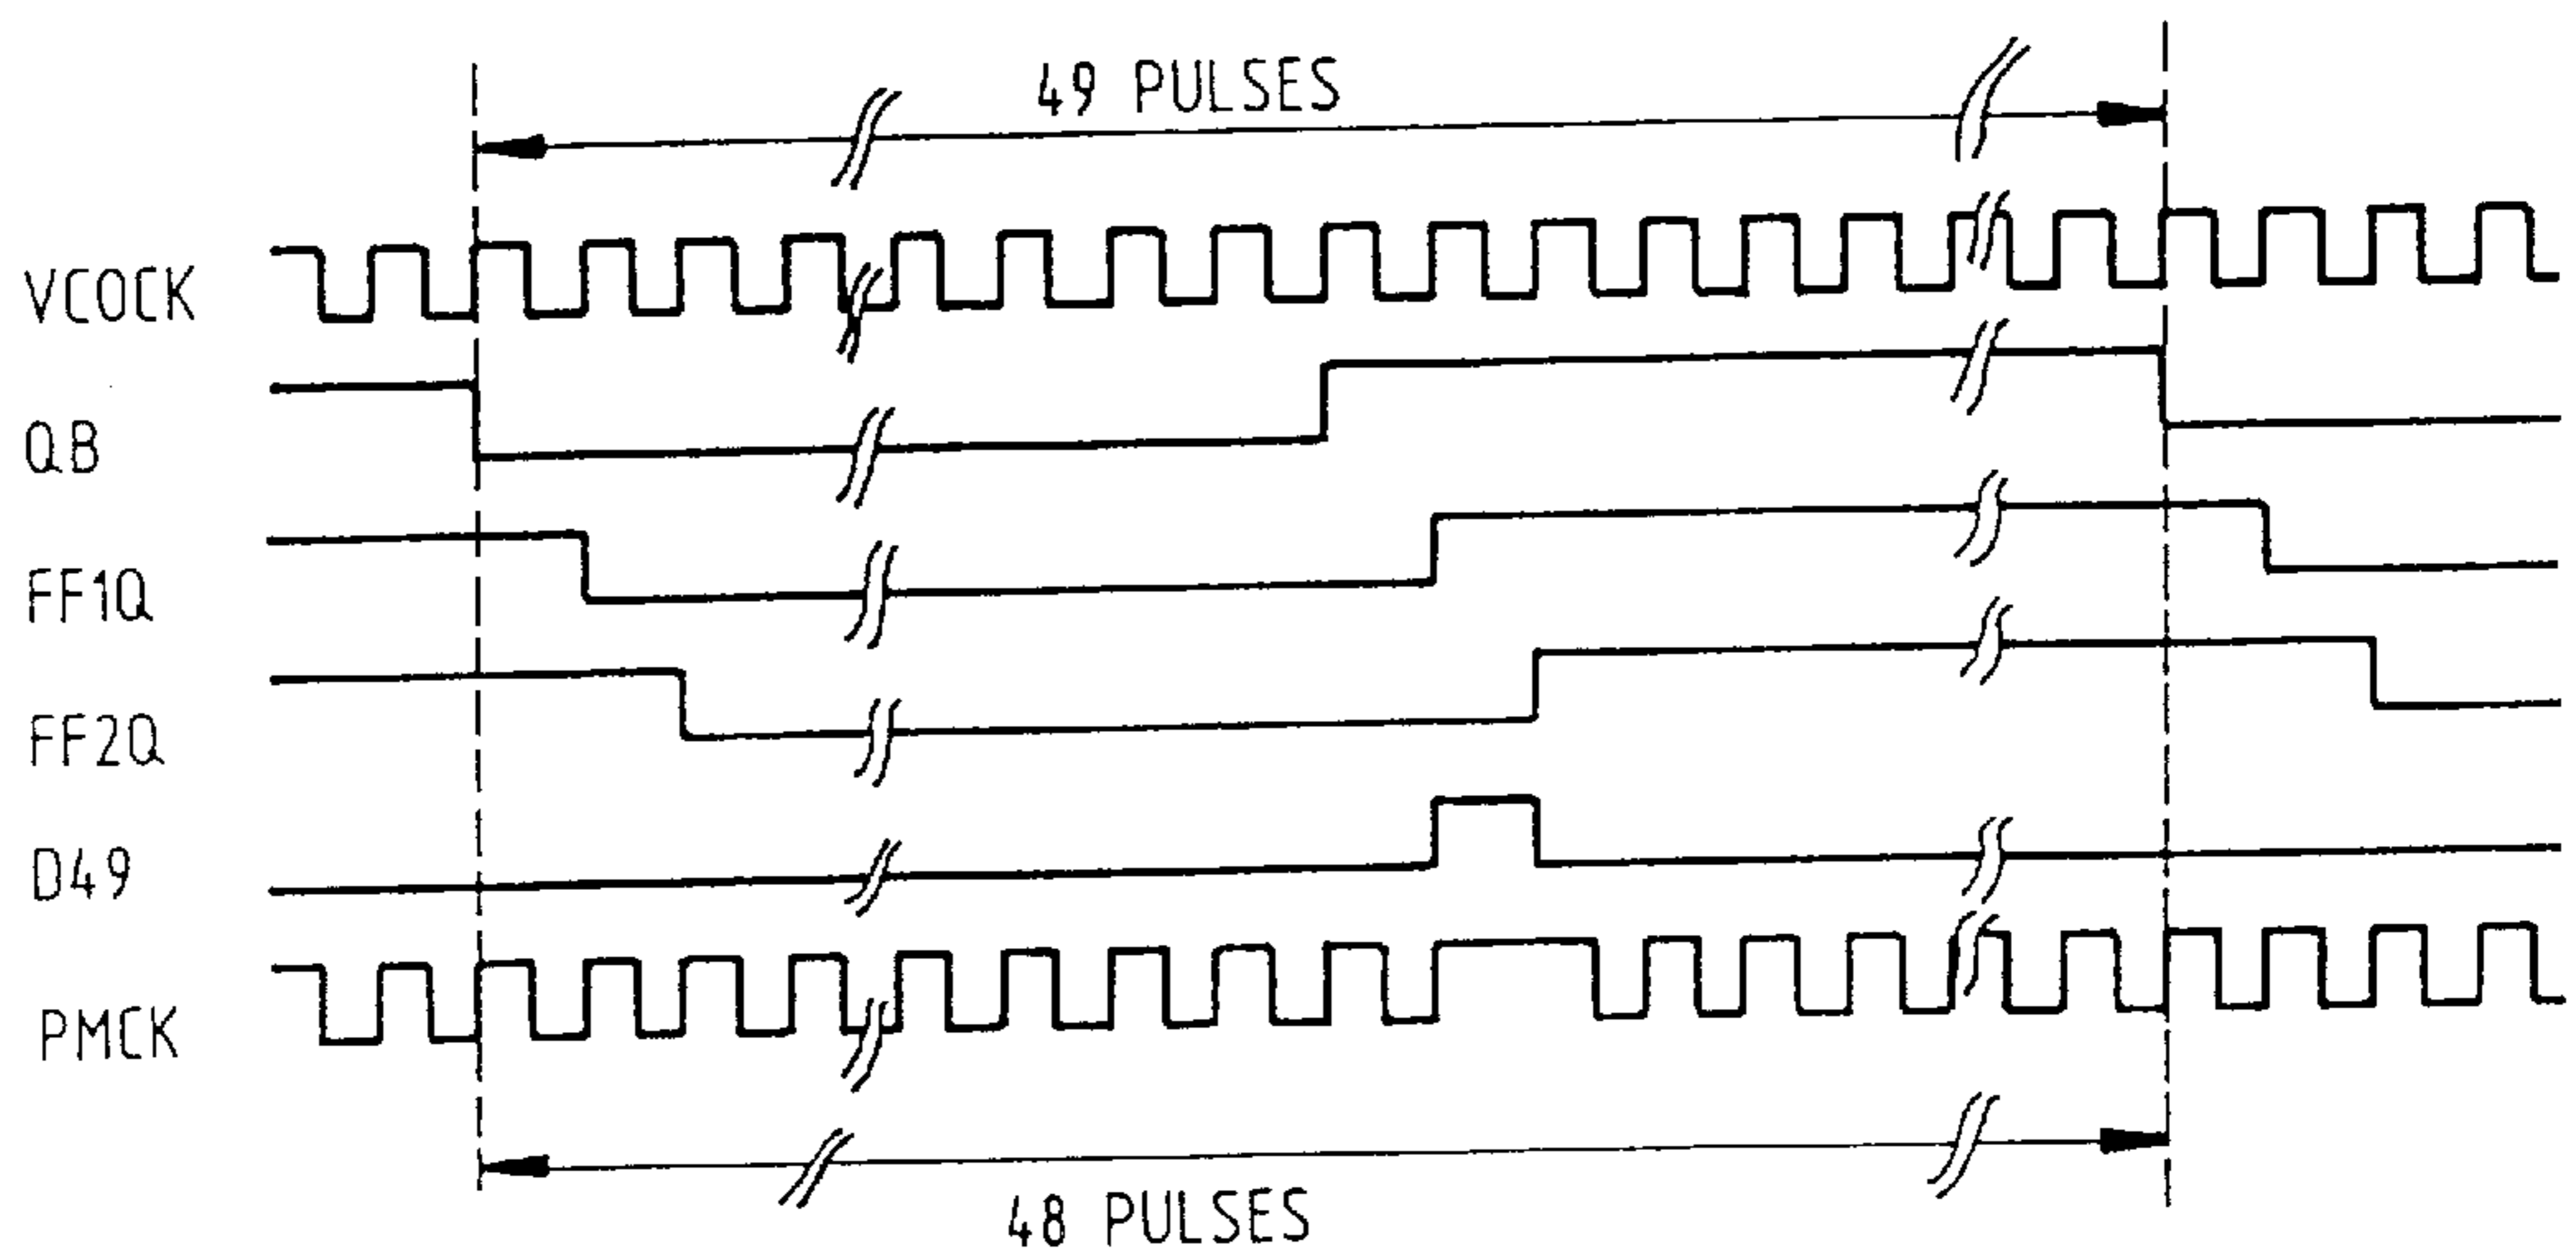 49 PULSES
VCOCK
QB
FF1Q
FF2Q
D49
PMCK
48 PULSES